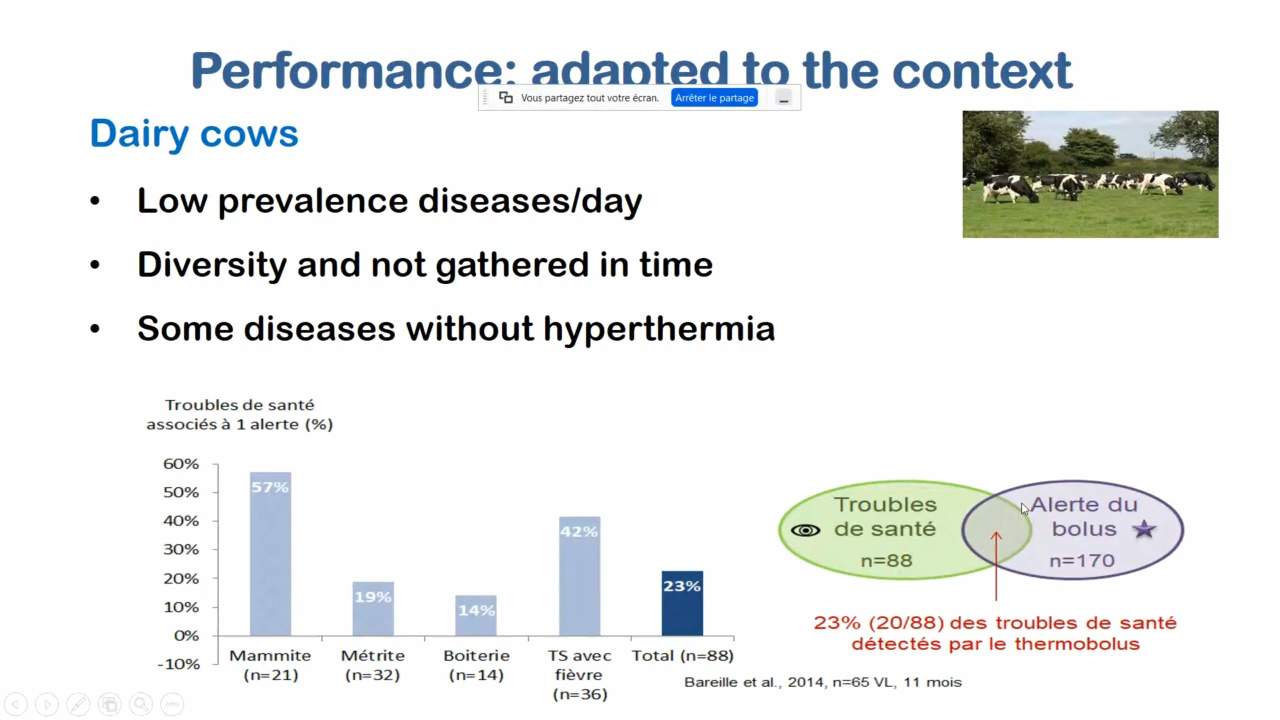 Performance: adapted to the context
Vous partagez tout votre écran. Arrêter le partage
Dairy cows
• Low prevalence diseases/day
• Diversity and not gathered in time
• Some diseases without hyperthermia
Troubles de santé
associés à 1 alerte (%)
60%
50%
40%
30%
20%
10%
0%
-10%
57%
19%
14%
42%
23%
Mammite
(n=21)
Métrite
(n=32)
Boiterie
(n=14)
TS avec
fièvre
(n=36)
Total (n=88)
Troubles
de santé
n=88
Alerte du
bolus
n=170
23% (20/88) des troubles de santé
détectés par le thermobolus
Bareille et al., 2014, n=65 VL, 11 mois